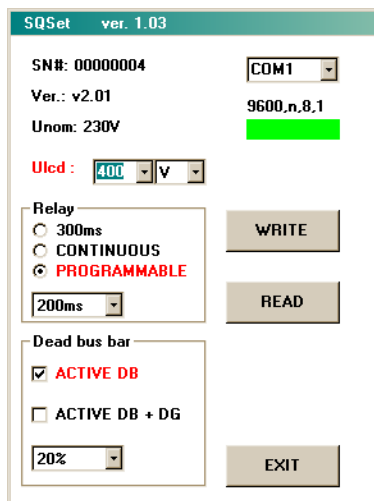 SQSet ver. 1.03
SN#: 00000004
COM1
Ver.: v2.01
9600,n,8,1
Unom: 230V
Ulcd : 400 V
Relay
300ms
CONTINUOUS
PROGRAMMABLE
200ms
WRITE
READ
Dead bus bar
ACTIVE DB
ACTIVE DB + DG
20%
EXIT